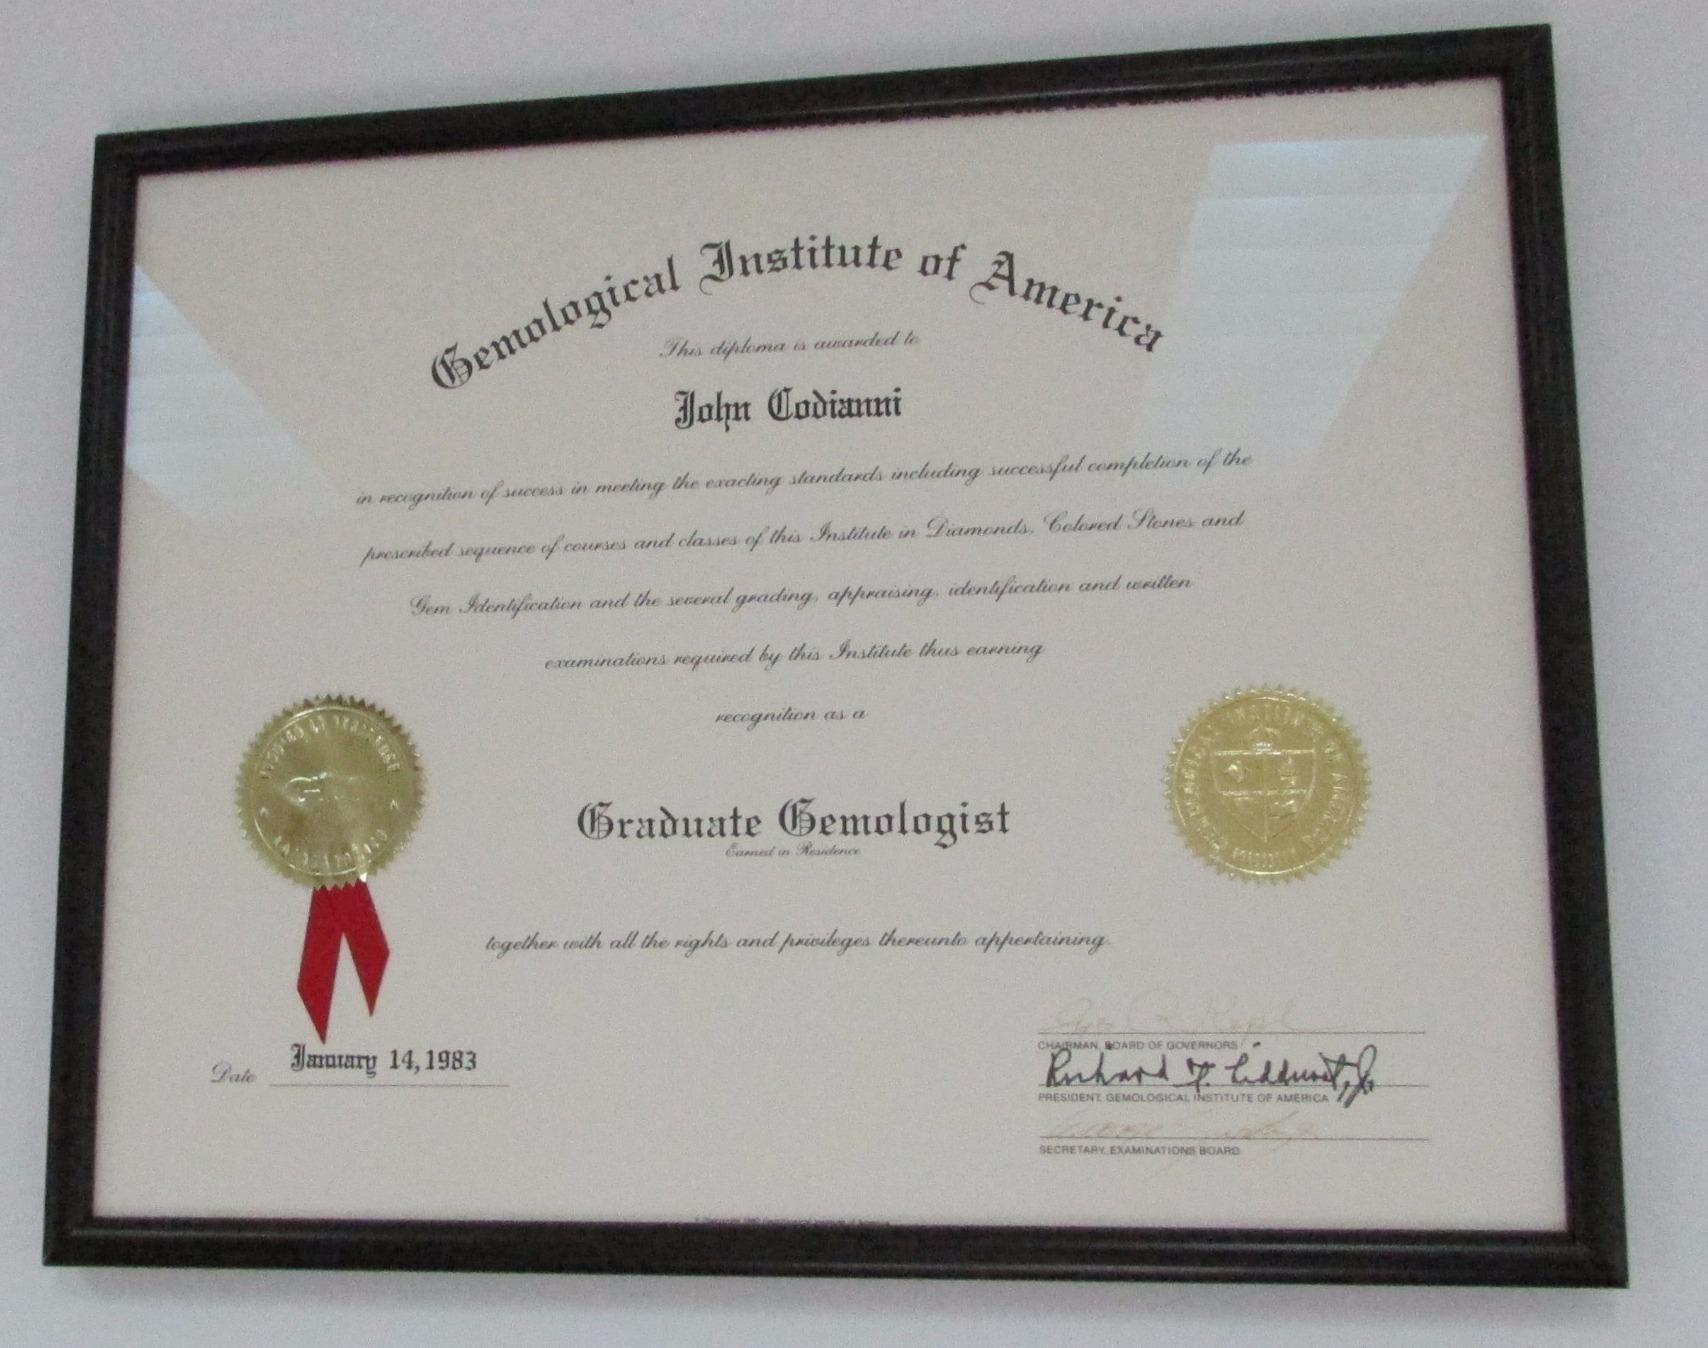 Gemological Institute of America
This diploma is awarded to
John Codianni
in recognition of success in meeting the exacting standards including successful completion of the
prescribed sequence of courses and classes of this Institute in Diamonds, Colored Stones and
Gem Identification and the several grading, appraising, identification and written
examinations required by this Institute thus earning
recognition as a
Graduate Gemologist
Earned in Residence
together with all the rights and privileges thereunto appertaining.
Date January 14, 1983
CHAIRMAN, BOARD OF GOVERNORS
Richard T. Liddicoat, Jr.
PRESIDENT, GEMOLOGICAL INSTITUTE OF AMERICA
SECRETARY, EXAMINATIONS BOARD